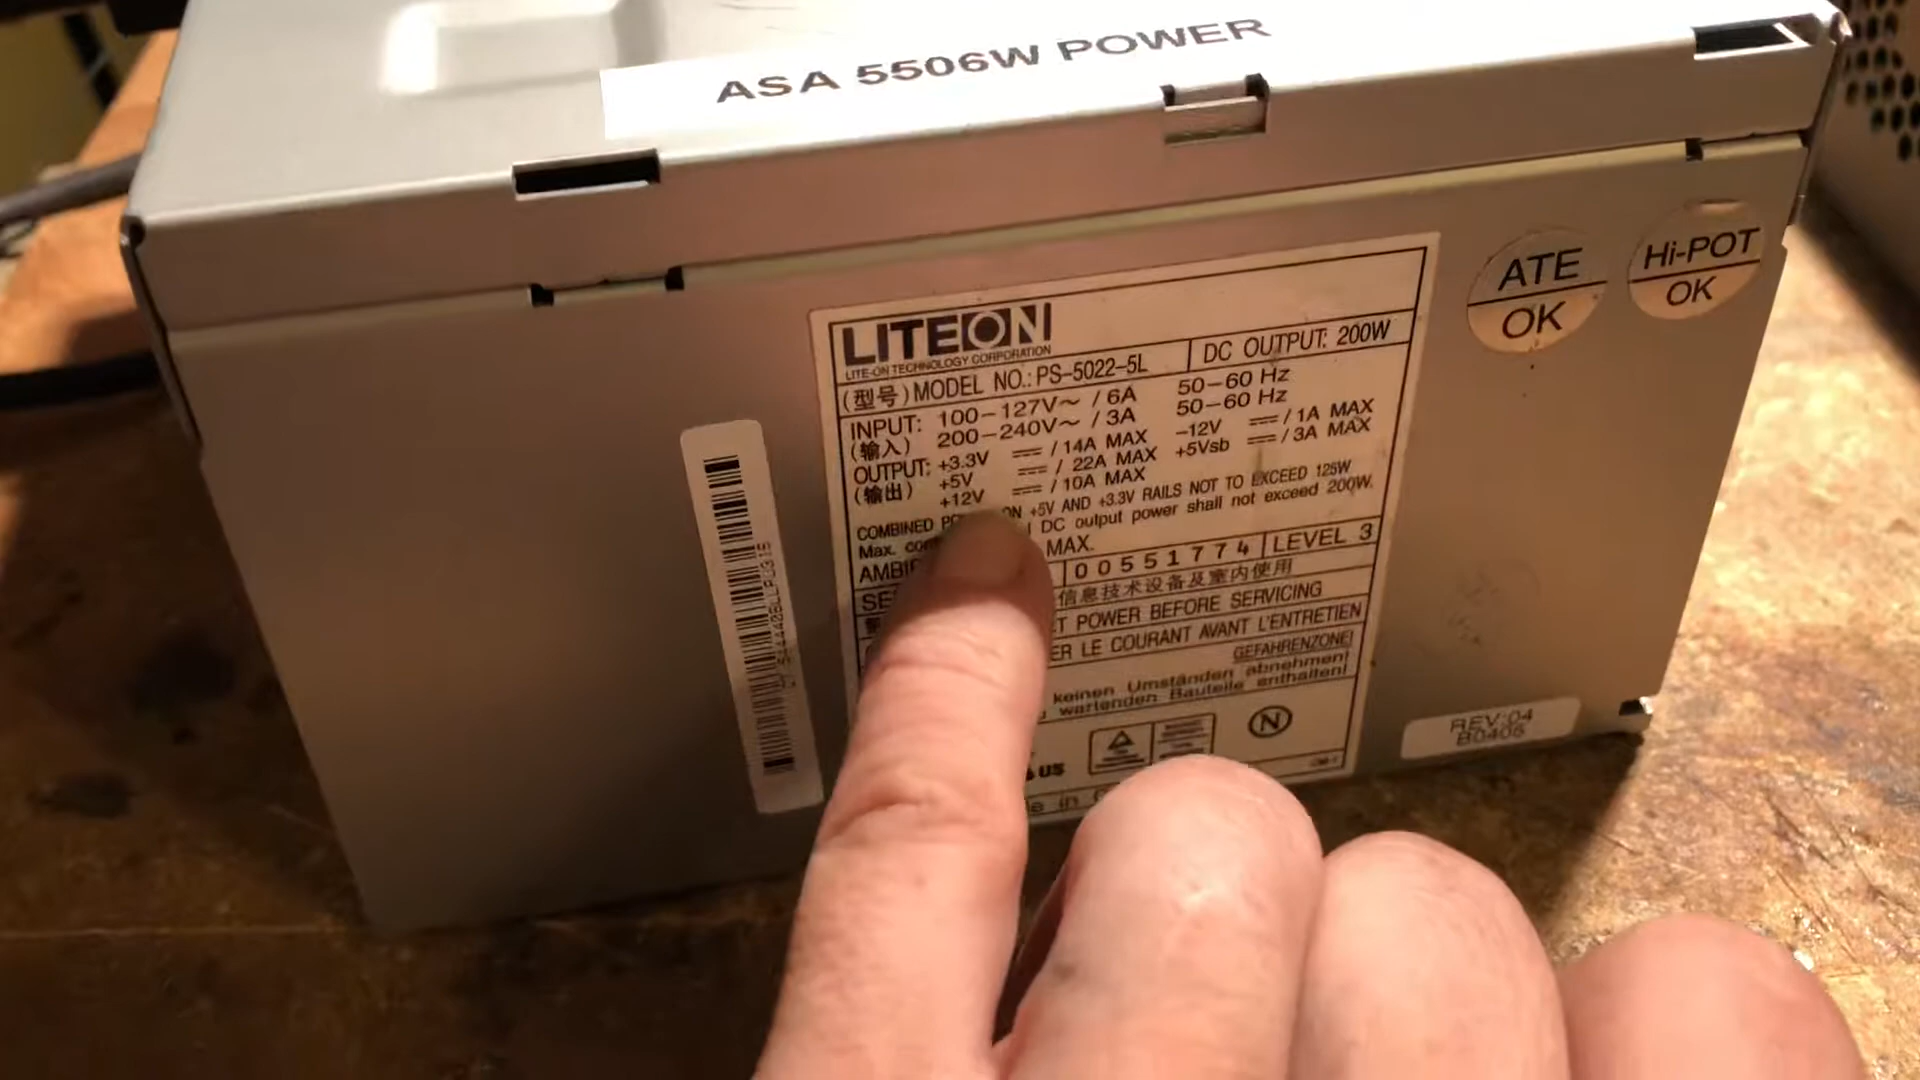 ASA 5506W POWER
ATE
OK
Hi-POT
OK
LITEON
LITE-ON TECHNOLOGY CORPORATION
(型号) MODEL NO.: PS-5022-5L DC OUTPUT: 200W
INPUT: 100-127V~ / 6A 50-60 Hz
(输入) 200-240V~ / 3A 50-60 Hz
OUTPUT: +3.3V ⎓ / 14A MAX -12V ⎓ / 1A MAX
(输出) +5V ⎓ / 22A MAX +5Vsb ⎓ / 3A MAX
+12V ⎓ / 10A MAX
COMBINED ON +5V AND +3.3V RAILS NOT TO EXCEED 125W
Max. DC output power shall not exceed 200W.
MAX.
00551774 LEVEL 3
信息技术设备及室内使用
POWER BEFORE SERVICING
LE COURANT AVANT L'ENTRETIEN
GEFAHRENZONE!
keinen Umständen abnehmen!
wartenden Bauteile enthalten!
N
US
in
REV:04
B0405